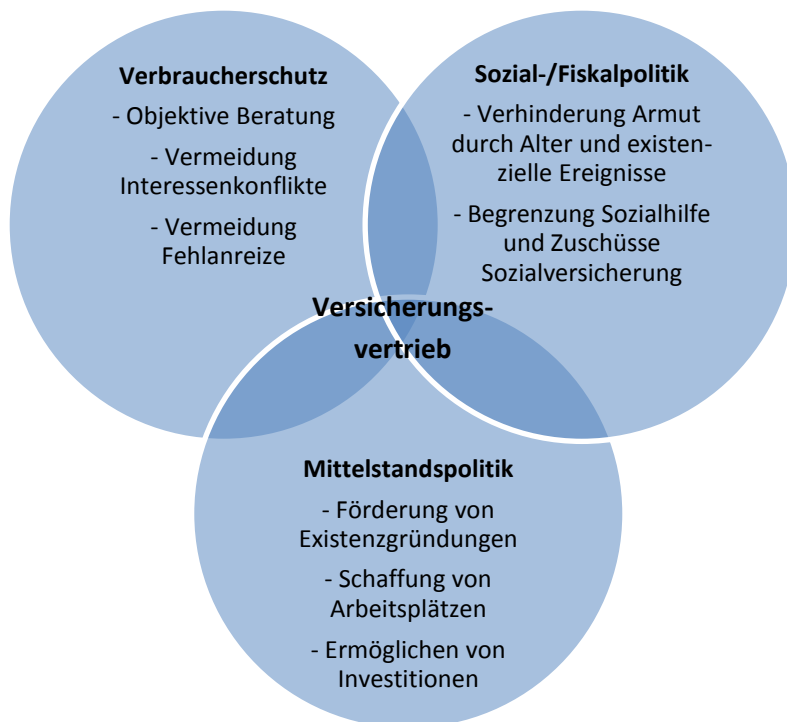 Verbraucherschutz
- Objektive Beratung
- Vermeidung
Interessenkonflikte
- Vermeidung
Fehlanreize
Sozial-/Fiskalpolitik
- Verhinderung Armut
durch Alter und existen-
zielle Ereignisse
- Begrenzung Sozialhilfe
und Zuschüsse
Sozialversicherung
Versicherungs-
vertrieb
Mittelstandspolitik
- Förderung von
Existenzgründungen
- Schaffung von
Arbeitsplätzen
- Ermöglichen von
Investitionen